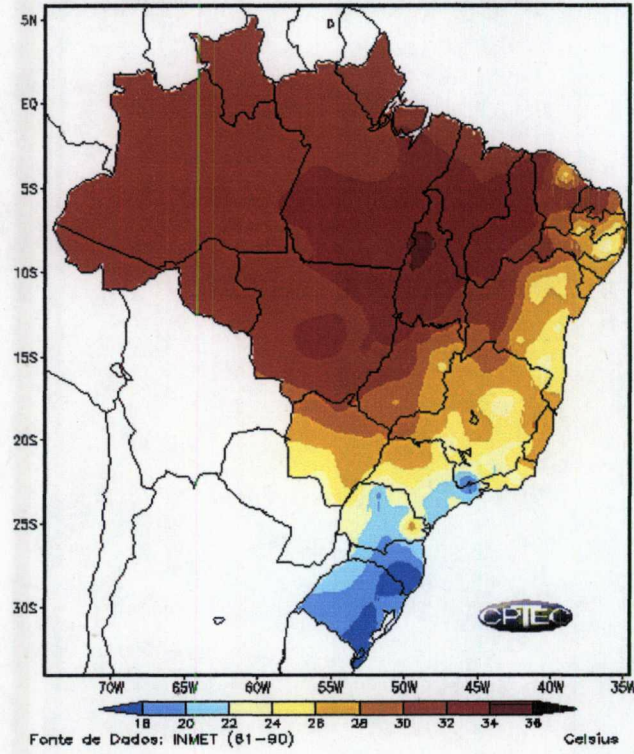 5N
EQ
5S
10S
15S
20S
25S
30S
70W 65W 60W 55W 50W 45W 40W 35W
CPTEC
18 20 22 24 26 28 30 32 34 36
Fonte de Dados: INMET (61-90) Celsius